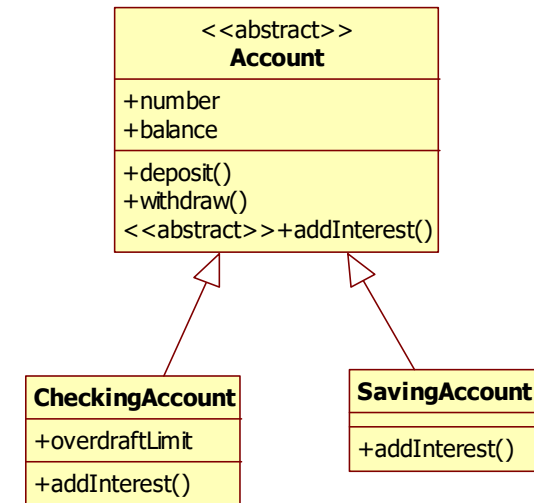 <<abstract>>
Account
+number
+balance
+deposit()
+withdraw()
<<abstract>>+addInterest()
CheckingAccount
+overdraftLimit
+addInterest()
SavingAccount
+addInterest()